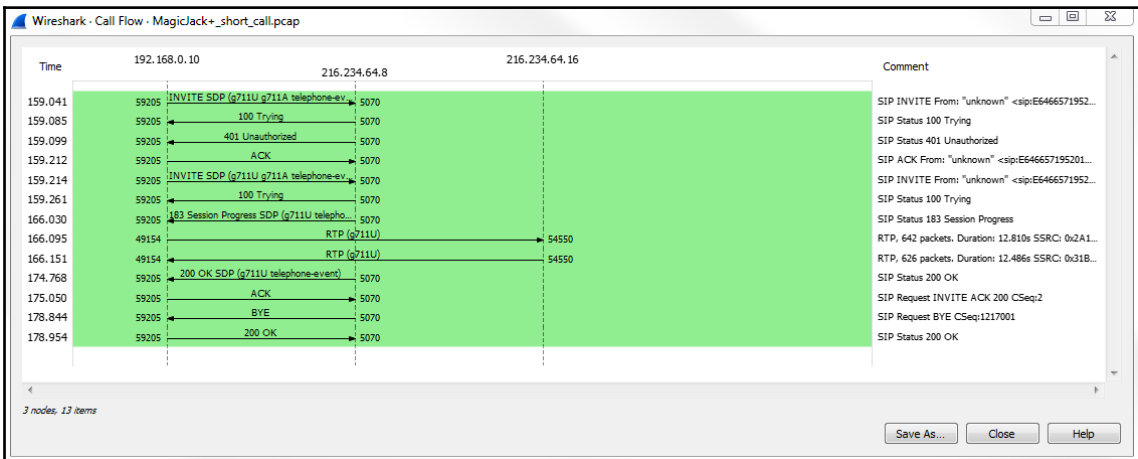 Wireshark · Call Flow · MagicJack+_short_call.pcap
Time 192.168.0.10 216.234.64.8 216.234.64.16 Comment
159.041 59205 INVITE SDP (g711U g711A telephone-ev... 5070 SIP INVITE From: "unknown" <sip:E6466571952...
159.085 59205 100 Trying 5070 SIP Status 100 Trying
159.099 59205 401 Unauthorized 5070 SIP Status 401 Unauthorized
159.212 59205 ACK 5070 SIP ACK From: "unknown" <sip:E646657195201...
159.214 59205 INVITE SDP (g711U g711A telephone-ev... 5070 SIP INVITE From: "unknown" <sip:E6466571952...
159.261 59205 100 Trying 5070 SIP Status 100 Trying
166.030 59205 183 Session Progress SDP (g711U telepho... 5070 SIP Status 183 Session Progress
166.095 49154 RTP (g711U) 54550 RTP, 642 packets. Duration: 12.810s SSRC: 0x2A1...
166.151 49154 RTP (g711U) 54550 RTP, 626 packets. Duration: 12.486s SSRC: 0x31B...
174.768 59205 200 OK SDP (g711U telephone-event) 5070 SIP Status 200 OK
175.050 59205 ACK 5070 SIP Request INVITE ACK 200 CSeq:2
178.844 59205 BYE 5070 SIP Request BYE CSeq:1217001
178.954 59205 200 OK 5070 SIP Status 200 OK
3 nodes, 13 items
Save As... Close Help